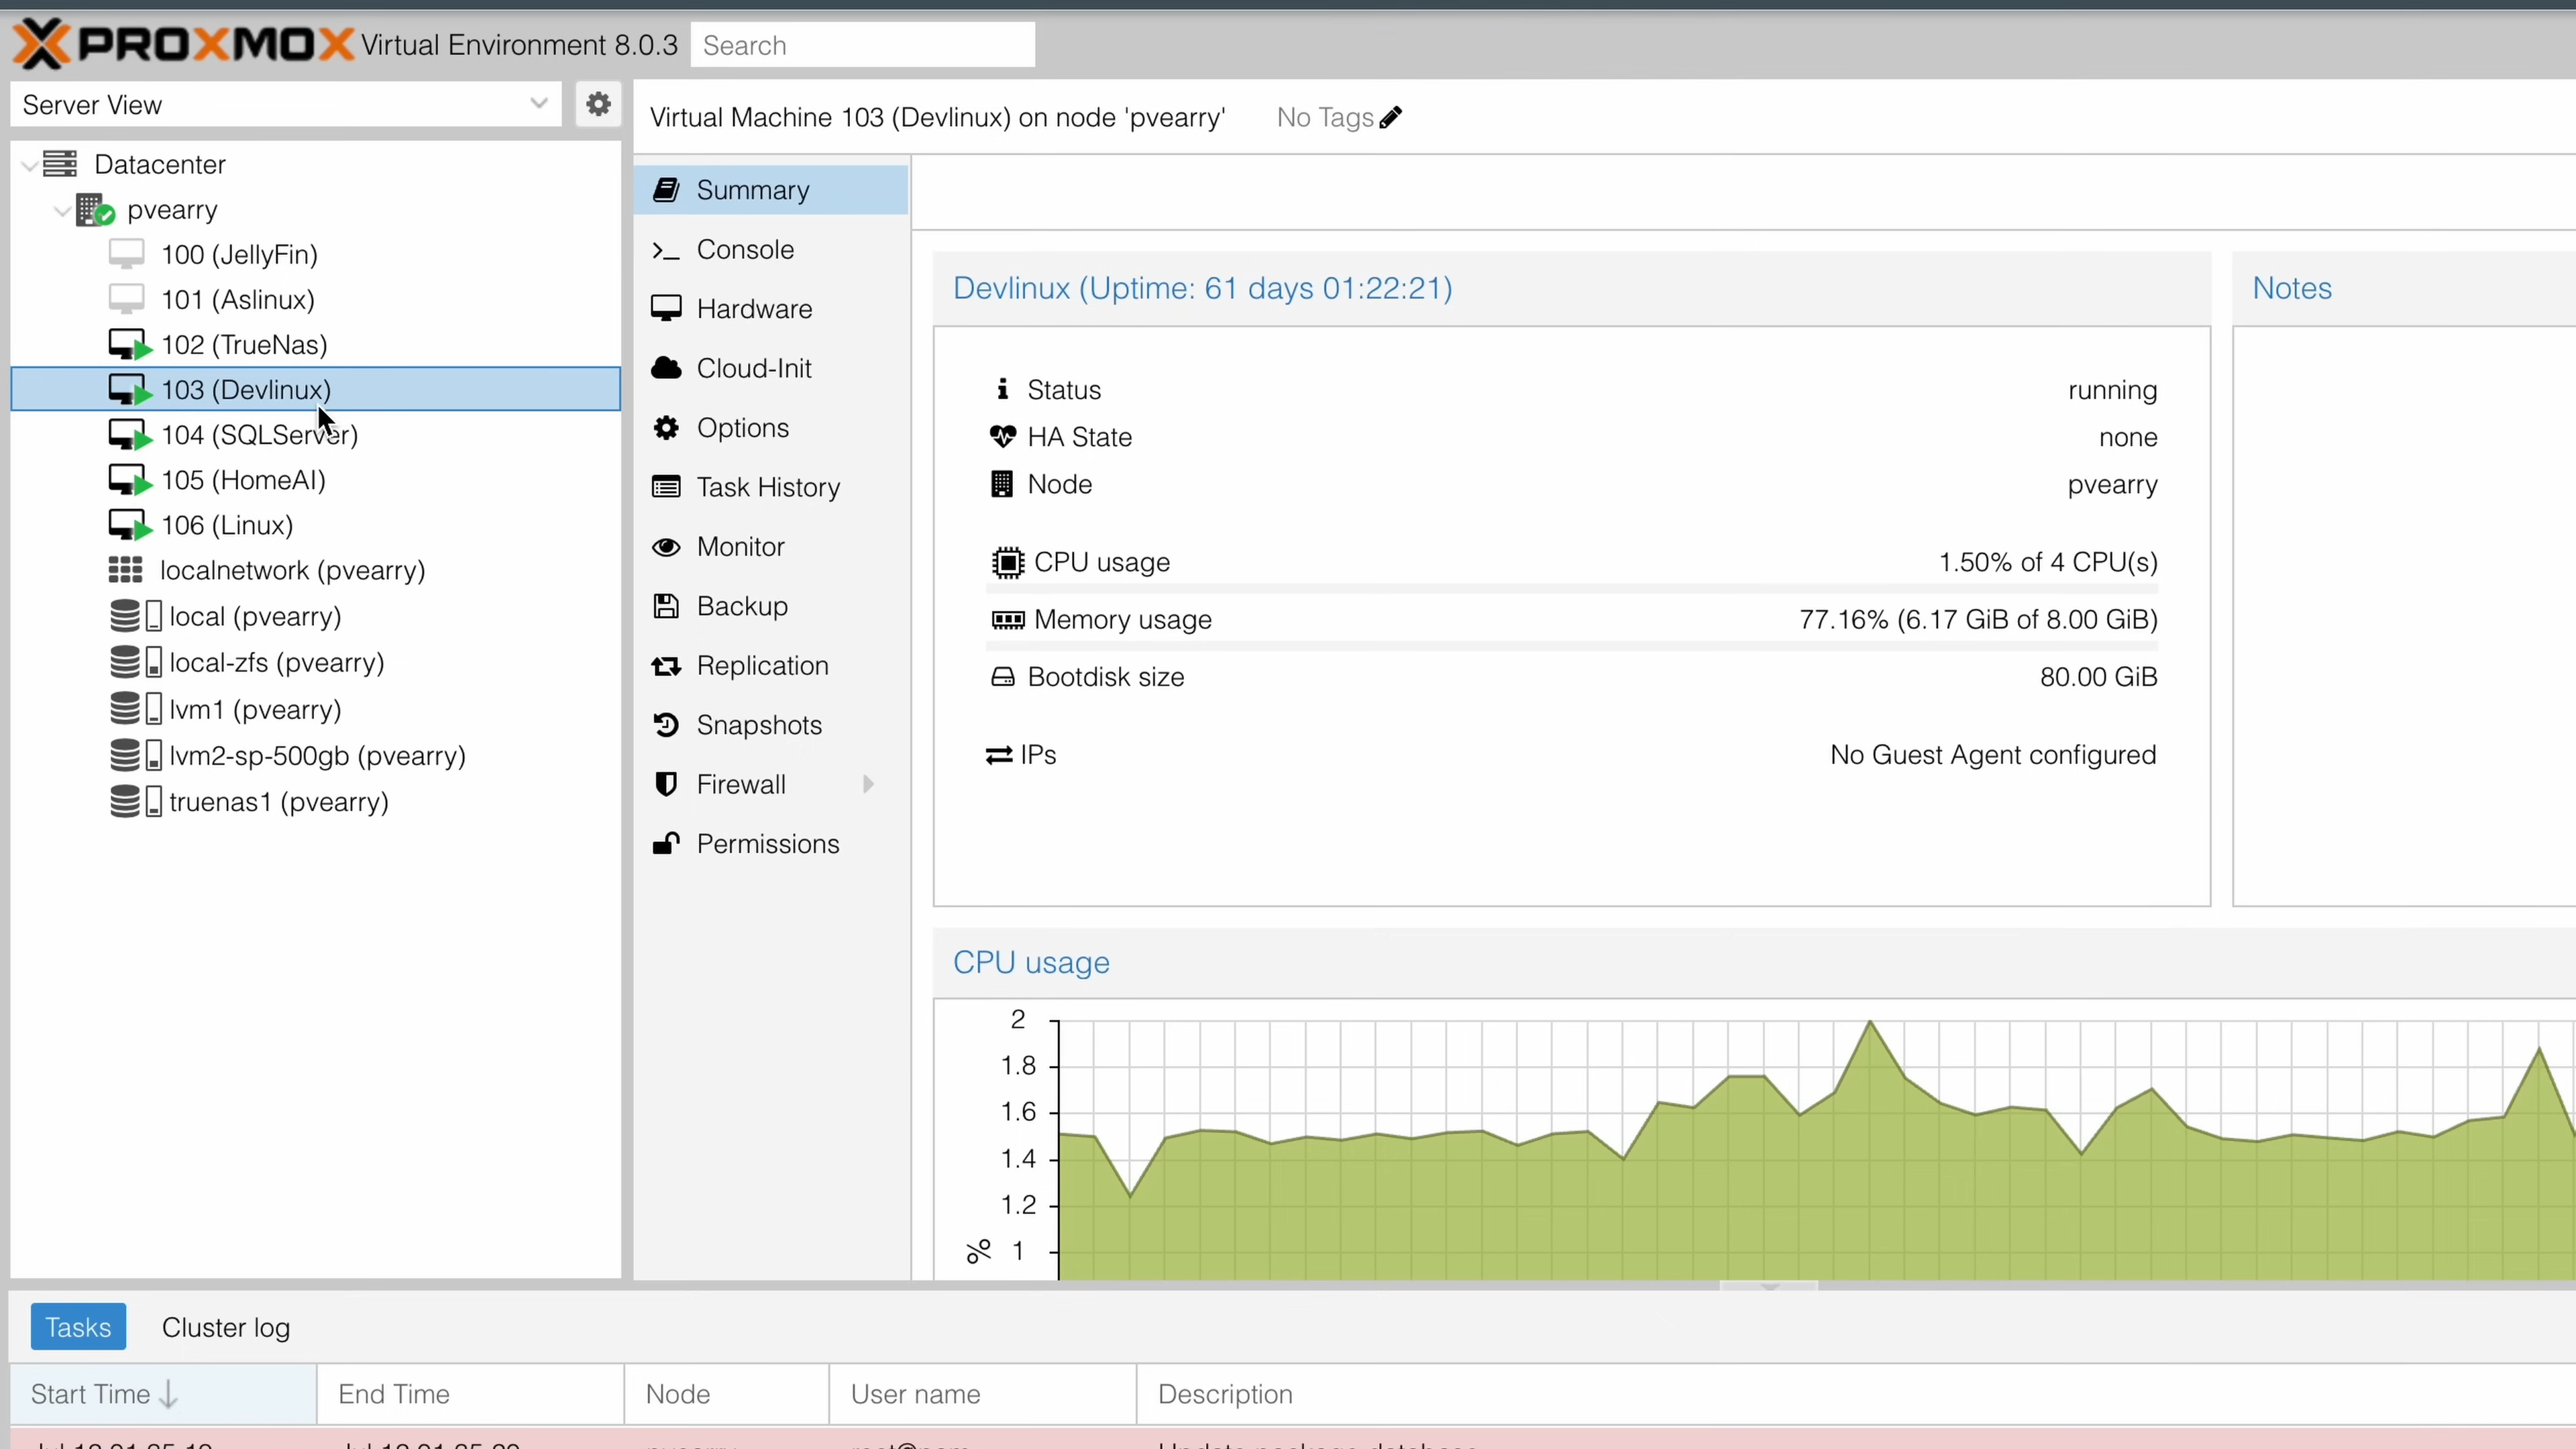 PROXMOX Virtual Environment 8.0.3 Search
Server View
Datacenter
pvearry
100 (JellyFin)
101 (Aslinux)
102 (TrueNas)
103 (Devlinux)
104 (SQLServer)
105 (HomeAI)
106 (Linux)
localnetwork (pvearry)
local (pvearry)
local-zfs (pvearry)
lvm1 (pvearry)
lvm2-sp-500gb (pvearry)
truenas1 (pvearry)
Virtual Machine 103 (Devlinux) on node 'pvearry' No Tags
Summary
Console
Hardware
Cloud-Init
Options
Task History
Monitor
Backup
Replication
Snapshots
Firewall
Permissions
Devlinux (Uptime: 61 days 01:22:21)
Status running
HA State none
Node pvearry
CPU usage 1.50% of 4 CPU(s)
Memory usage 77.16% (6.17 GiB of 8.00 GiB)
Bootdisk size 80.00 GiB
IPs No Guest Agent configured
Notes
CPU usage
2
1.8
1.6
1.4
1.2
% 1
Tasks Cluster log
Start Time End Time Node User name Description